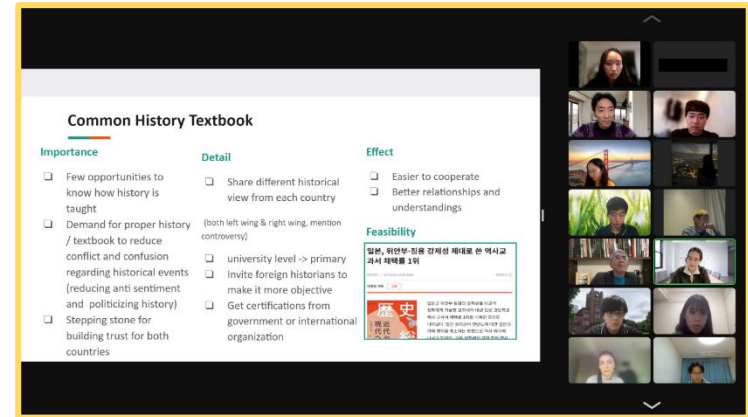 Common History Textbook
Importance
☐ Few opportunities to
know how history is
taught
☐ Demand for proper history
/ textbook to reduce
conflict and confusion
regarding historical events
(reducing anti sentiment
and politicizing history)
☐ Stepping stone for
building trust for both
countries
Detail
☐ Share different historical
view from each country
(both left wing & right wing, mention
controversy)
☐ university level -> primary
☐ Invite foreign historians to
make it more objective
☐ Get certifications from
government or international
organization
Effect
☐ Easier to cooperate
☐ Better relationships and
understandings
Feasibility
일본, 위안부·징용 강제성 제대로 쓴 역사교
과서 채택률 1위
歴史
総
近代
現代